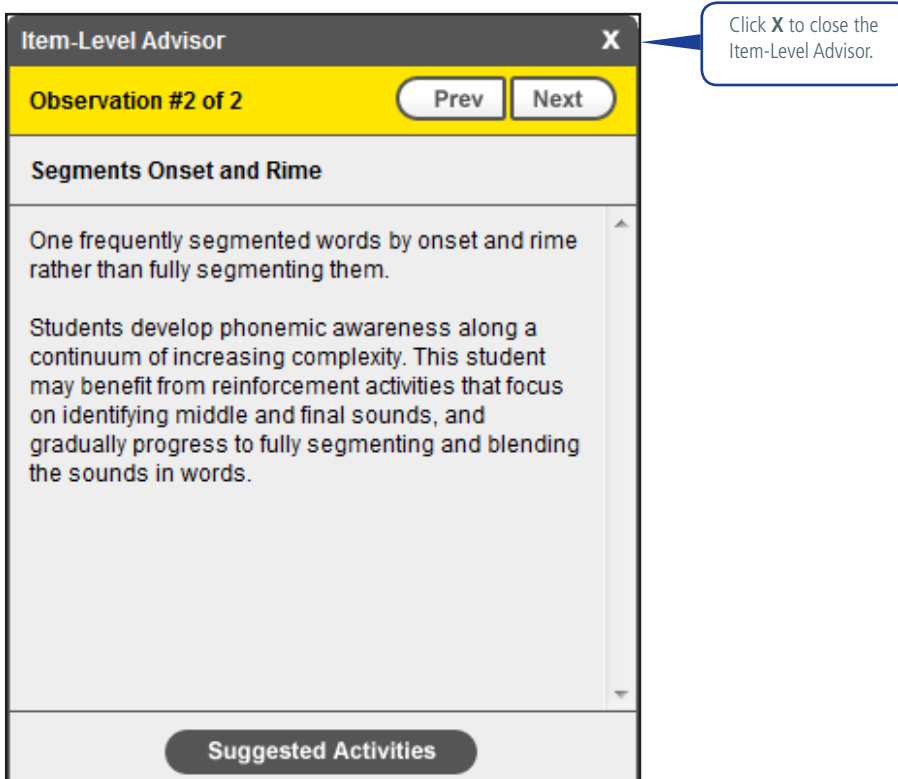 Item-Level Advisor X
Click X to close the
Item-Level Advisor.
Observation #2 of 2 Prev Next
Segments Onset and Rime
One frequently segmented words by onset and rime
rather than fully segmenting them.
Students develop phonemic awareness along a
continuum of increasing complexity. This student
may benefit from reinforcement activities that focus
on identifying middle and final sounds, and
gradually progress to fully segmenting and blending
the sounds in words.
Suggested Activities